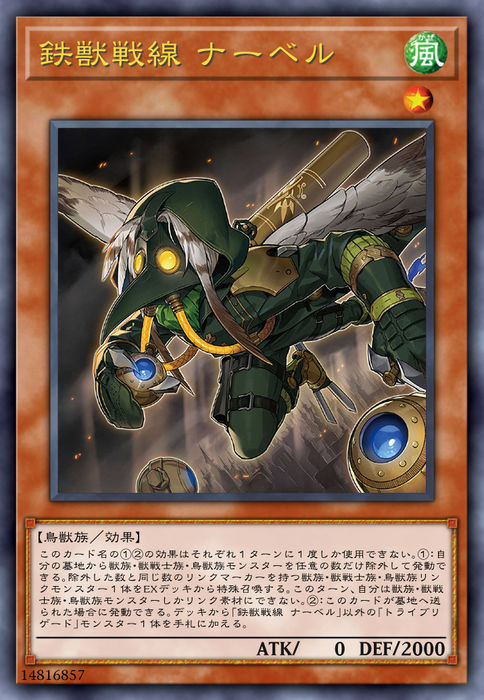 鉄獣戦線 ナーベル
かぜ
風
【鳥獣族／効果】
このカード名の①②の効果はそれぞれ１ターンに１度しか使用できない。①：自
分の墓地から獣族・獣戦士族・鳥獣族モンスターを任意の数だけ除外して発動で
きる。除外した数と同じ数のリンクマーカーを持つ獣族・獣戦士族・鳥獣族リン
クモンスター１体をEXデッキから特殊召喚する。このターン、自分は獣族・獣戦
士族・鳥獣族モンスターしかリンク素材にできない。②：このカードが墓地へ送
られた場合に発動できる。デッキから「鉄獣戦線 ナーベル」以外の「トライブリ
ゲード」モンスター１体を手札に加える。
ATK/ 0 DEF/2000
14816857